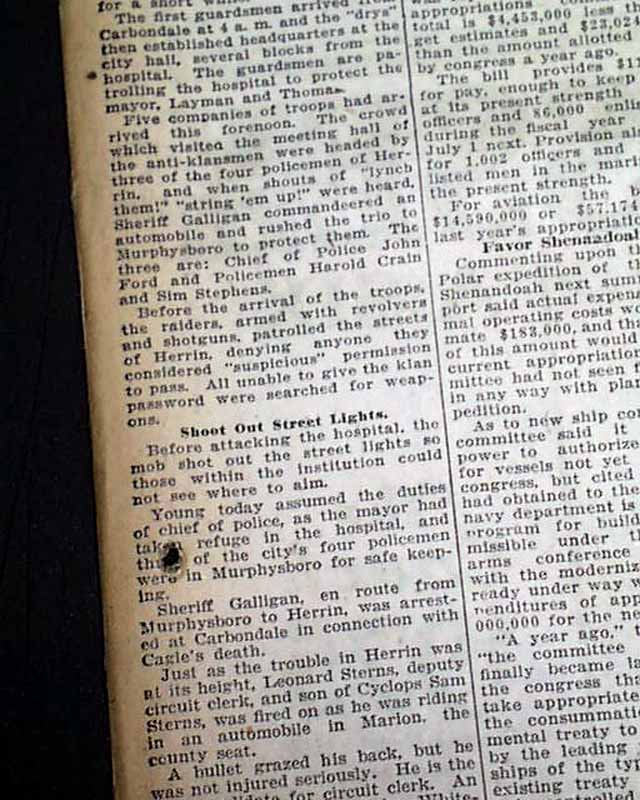 for a short
The first guardsmen arrived from
Carbondale at 4 a. m. and the "drys"
then established headquarters at the
city hall, several blocks from the
hospital. The guardsmen are pa-
trolling the hospital to protect the
mayor, Layman and Thomas.
Five companies of troops had ar-
rived this forenoon. The crowd
which visited the meeting hall of
the anti-klansmen were headed by
three of the four policemen of Her-
rin, and when shouts of "lynch
them!" "string 'em up!" were heard,
Sheriff Galligan commandeered an
automobile and rushed the trio to
Murphysboro to protect them. The
three are: Chief of Police John
Ford and Policemen Harold Crain
and Sim Stephens.
Before the arrival of the troops,
the raiders, armed with revolvers
and shotguns, patrolled the streets
of Herrin, denying anyone they
considered "suspicious" permission
to pass. All unable to give the klan
password were searched for weap-
ons.
Shoot Out Street Lights.
Before attacking the hospital, the
mob shot out the street lights so
those within the institution could
not see where to aim.
Young today assumed the duties
of chief of police, as the mayor had
taken refuge in the hospital, and
of the city's four policemen
were in Murphysboro for safe keep-
ing.
Sheriff Galligan, en route from
Murphysboro to Herrin, was arrest-
ed at Carbondale in connection with
Cagle's death.
Just as the trouble in Herrin was
at its height, Leonard Sterns, deputy
circuit clerk, and son of Cyclops Sam
Sterns, was fired on as he was riding
in an automobile in Marion, the
county seat.
A bullet grazed his back, but he
was not injured seriously. He is the
for circuit clerk. An
White-
appropriations
total is $4,453,000 less
get estimates and $23,02
than the amount allotted
by congress a year ago.
The bill provides $11
for pay, enough to keep
at its present strength
officers and 86,000 enli
during the fiscal year
July 1 next. Provision al
for 1,002 officers and
listed men in the mari
the present strength.
For aviation the b
$14,590,000 or $57,174
last year's appropriati
Favor Shennadoal
Commenting upon th
Polar expedition of th
Shenandoah next sum
port said actual expen
mal operating costs wo
mate $183,000, and th
of this amount would
current appropriation
mittee had not seen f
in any way with plan
pedition.
As to new ship co
committee said it
power to authorize
for vessels not yet
congress, but cited
had obtained to the
navy department is
program for build
missible under th
arms conference
with the moderniz
ready under way w
penditures of app
000,000 for the ne
"A year ago," t
"the committee
finally became la
the congress tha
take appropriate
the consummati
mental treaty to
by the leading
ships of the typ
existing treaty